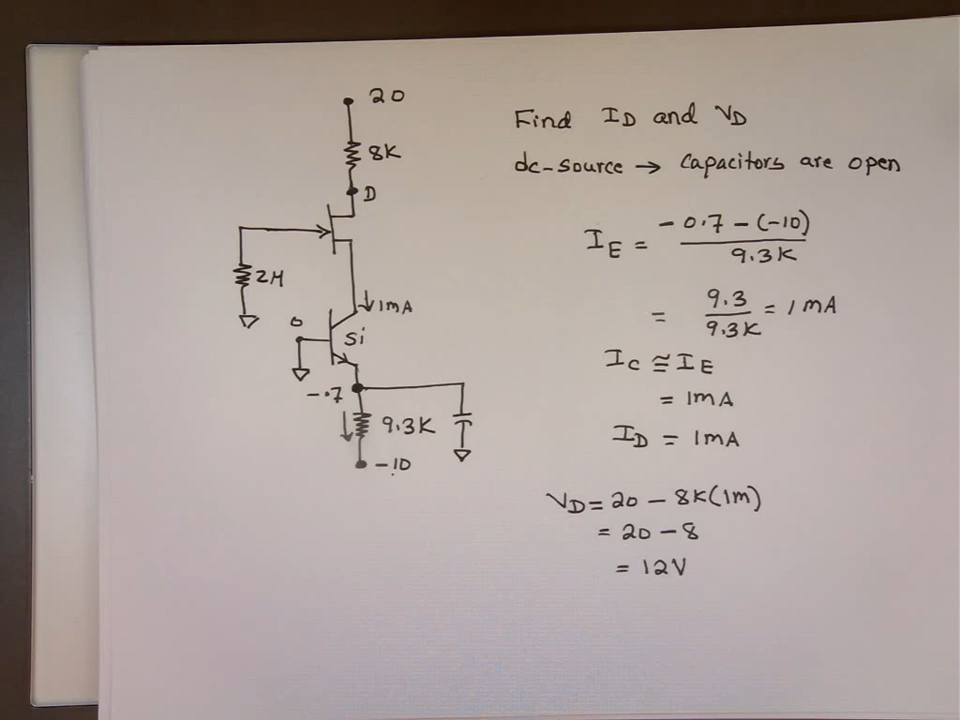 20
8K
D
2M
↓1mA
0
Si
-.7
9.3K
-10
Find ID and VD
dc-source → Capacitors are open
IE = -0.7-(-10) / 9.3K
= 9.3 / 9.3K = 1mA
IC ≅ IE
= 1mA
ID = 1mA
VD = 20 - 8K(1m)
= 20 - 8
= 12V